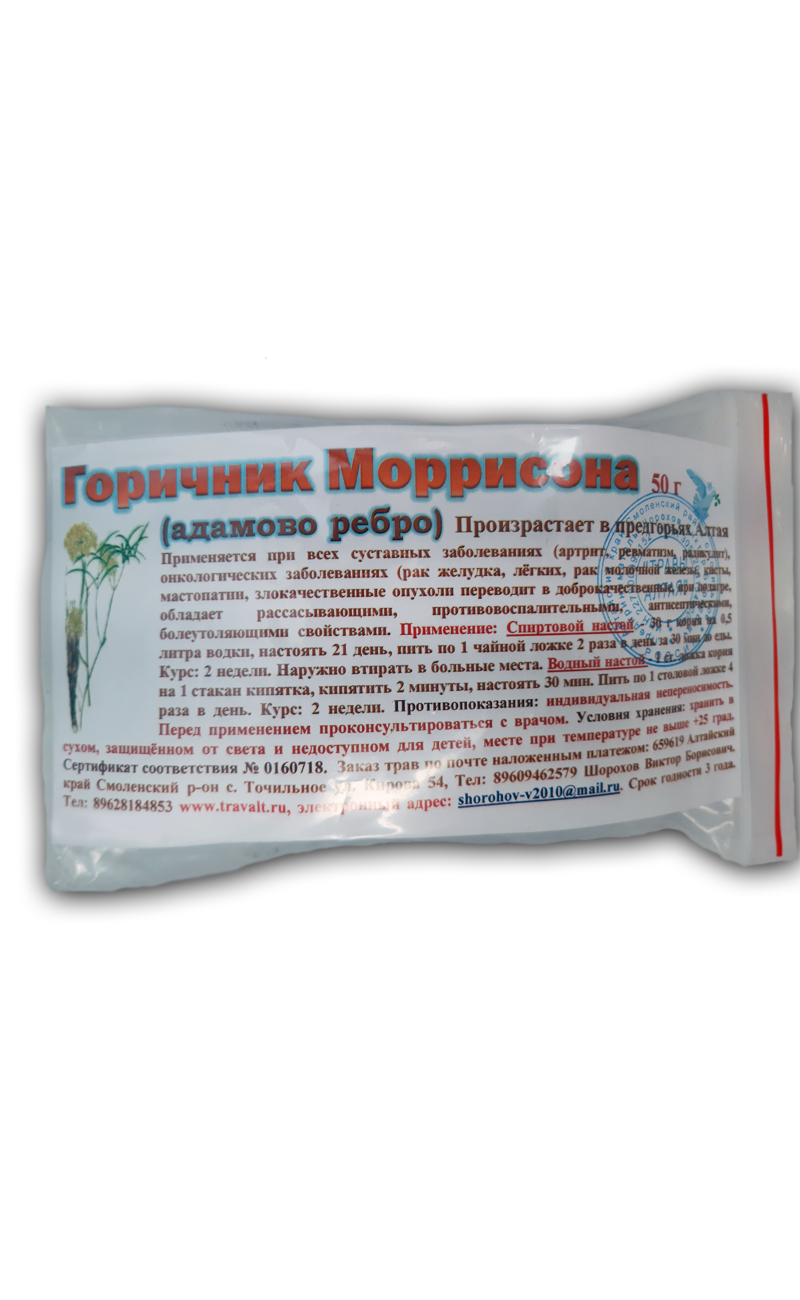 Горичник Моррисона 50 г
(адамово ребро) Произрастает в предгорьях Алтая
Применяется при всех суставных заболеваниях (артрит, ревматизм, радикулит),
онкологических заболеваниях (рак желудка, лёгких, рак молочной железы, кисты,
мастопатии, злокачественные опухоли переводит в доброкачественные, при подагре,
обладает рассасывающими, противовоспалительными, антисептическими,
болеутоляющими свойствами. Применение: Спиртовой настой - 30 г корня на 0,5
литра водки, настоять 21 день, пить по 1 чайной ложке 2 раза в день за 30 мин до еды.
Курс: 2 недели. Наружно втирать в больные места. Водный настой - 1 ст. ложка корня
на 1 стакан кипятка, кипятить 2 минуты, настоять 30 мин. Пить по 1 столовой ложке 4
раза в день. Курс: 2 недели. Противопоказания: индивидуальная непереносимость.
Перед применением проконсультироваться с врачом. Условия хранения: хранить в
сухом, защищённом от света и недоступном для детей, месте при температуре не выше +25 град.
Сертификат соответствия № 0160718. Заказ трав по почте наложенным платежом: 659619 Алтайский
край Смоленский р-он с. Точильное ул. Кирова 54, Тел: 89609462579 Шорохов Виктор Борисович.
Тел: 89628184853 www.travalt.ru, электронный адрес: shorohov-v2010@mail.ru. Срок годности 3 года.
ТРАВЫ
АЛТАЯ